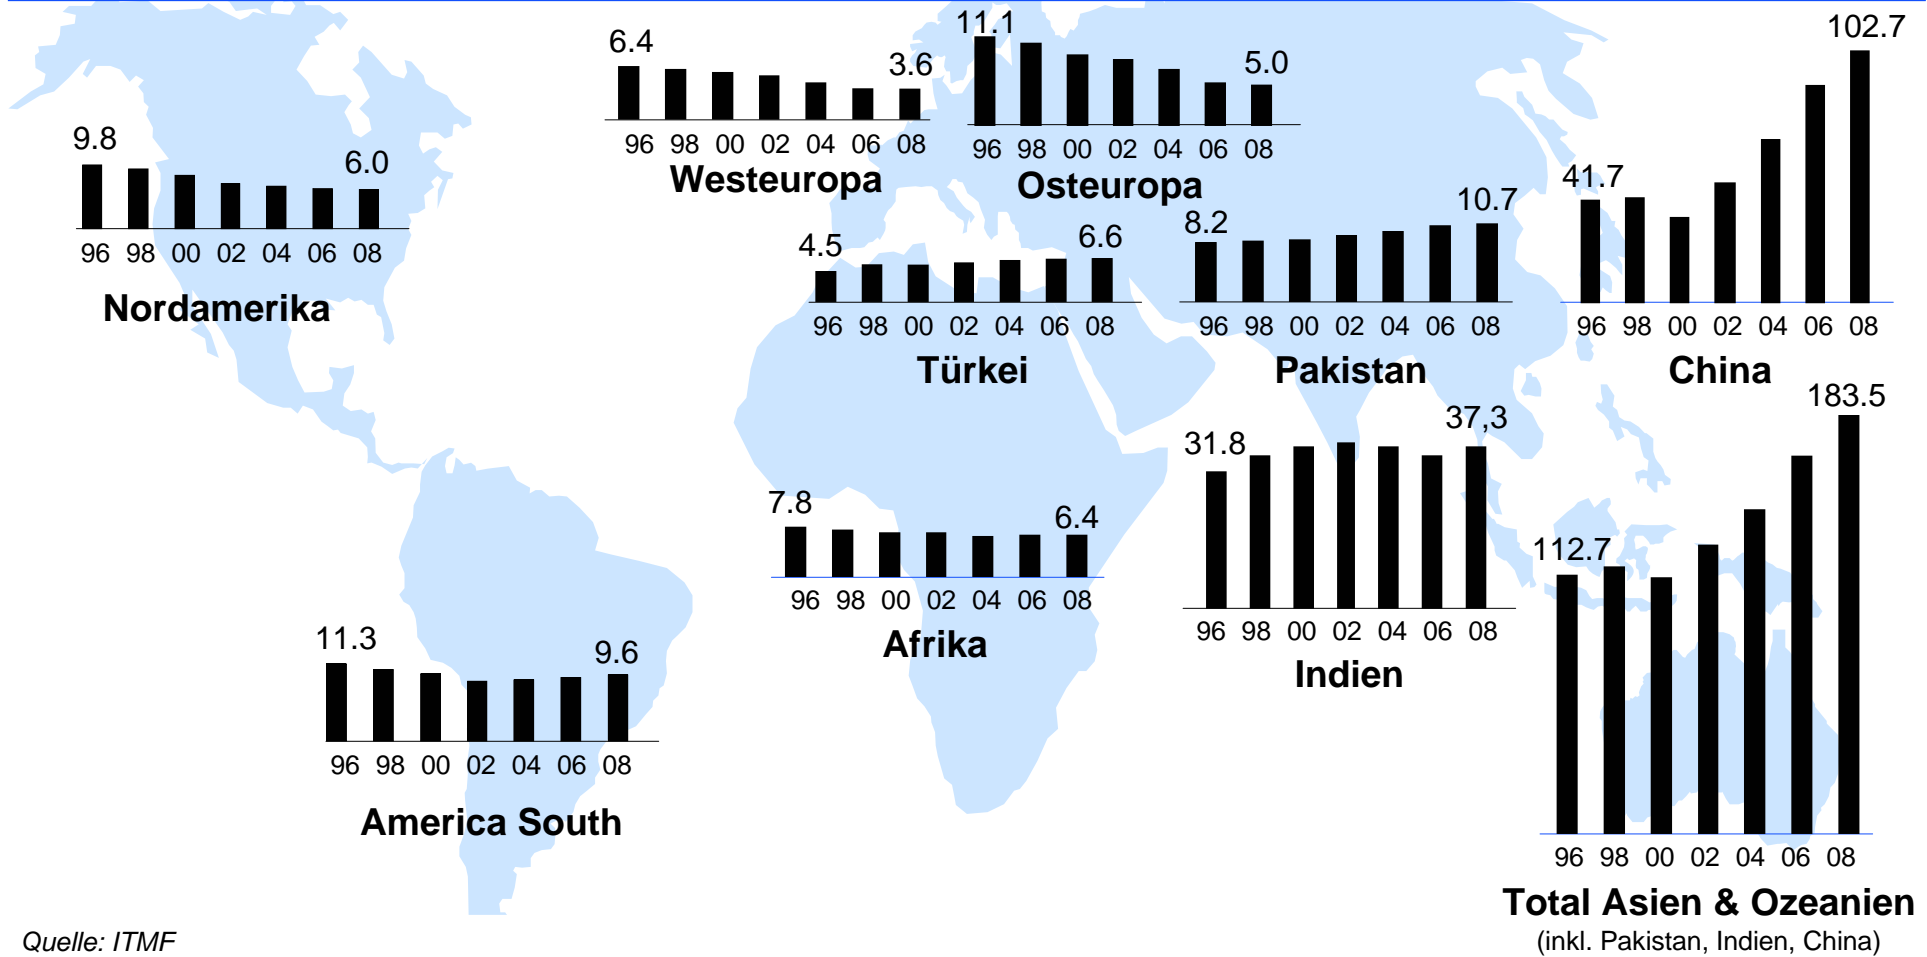 9.8
6.0
96 98 00 02 04 06 08
Nordamerika
6.4
3.6
96 98 00 02 04 06 08
Westeuropa
11.1
5.0
96 98 00 02 04 06 08
Osteuropa
4.5
6.6
96 98 00 02 04 06 08
Türkei
8.2
10.7
96 98 00 02 04 06 08
Pakistan
41.7
102.7
96 98 00 02 04 06 08
China
11.3
9.6
96 98 00 02 04 06 08
America South
7.8
6.4
96 98 00 02 04 06 08
Afrika
31.8
37,3
96 98 00 02 04 06 08
Indien
112.7
183.5
96 98 00 02 04 06 08
Total Asien & Ozeanien
(inkl. Pakistan, Indien, China)
Quelle: ITMF